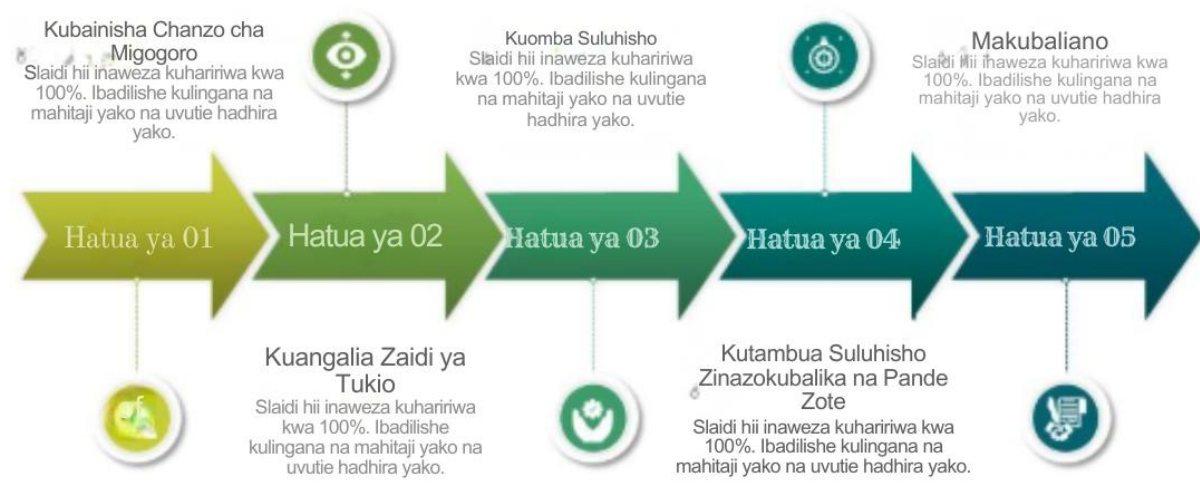 Kubainisha Chanzo cha
Migogoro
Slaidi hii inaweza kuhaririwa kwa
100%. Ibadilishe kulingana na
mahitaji yako na uvutie hadhira
yako.
Kuomba Suluhisho
Slaidi hii inaweza kuhaririwa
kwa 100%. Ibadilishe kulingana
na mahitaji yako na uvutie
hadhira yako.
Makubaliano
Slaidi hii inaweza kuhaririwa kwa
100%. Ibadilishe kulingana na
mahitaji yako na uvutie hadhira
yako.
Hatua ya 01
Hatua ya 02
Hatua ya 03
Hatua ya 04
Hatua ya 05
Kuangalia Zaidi ya
Tukio
Slaidi hii inaweza kuhaririwa
kwa 100%. Ibadilishe
kulingana na mahitaji yako na
uvutie hadhira yako.
Kutambua Suluhisho
Zinazokubalika na Pande
Zote
Slaidi hii inaweza kuhaririwa kwa
100%. Ibadilishe kulingana na
mahitaji yako na uvutie hadhira yako.